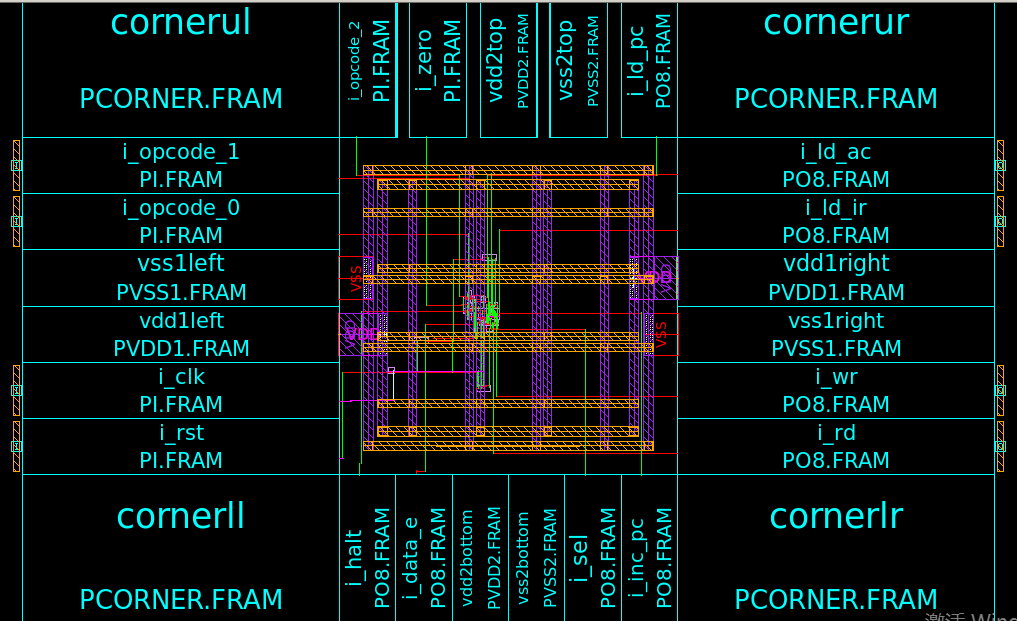 cornerul
PCORNER.FRAM
i_opcode_2
PI.FRAM
i_zero
PI.FRAM
vdd2top
PVDD2.FRAM
vss2top
PVSS2.FRAM
i_ld_pc
PO8.FRAM
cornerur
PCORNER.FRAM
i_opcode_1
PI.FRAM
i_opcode_0
PI.FRAM
vss1left
PVSS1.FRAM
vdd1left
PVDD1.FRAM
i_clk
PI.FRAM
i_rst
PI.FRAM
VSS
VDD
VSS
i_ld_ac
PO8.FRAM
i_ld_ir
PO8.FRAM
vdd1right
PVDD1.FRAM
vss1right
PVSS1.FRAM
i_wr
PO8.FRAM
i_rd
PO8.FRAM
cornerll
PCORNER.FRAM
i_halt
PO8.FRAM
i_data_e
PO8.FRAM
vdd2bottom
PVDD2.FRAM
vss2bottom
PVSS2.FRAM
i_sel
PO8.FRAM
i_inc_pc
PO8.FRAM
cornerlr
PCORNER.FRAM